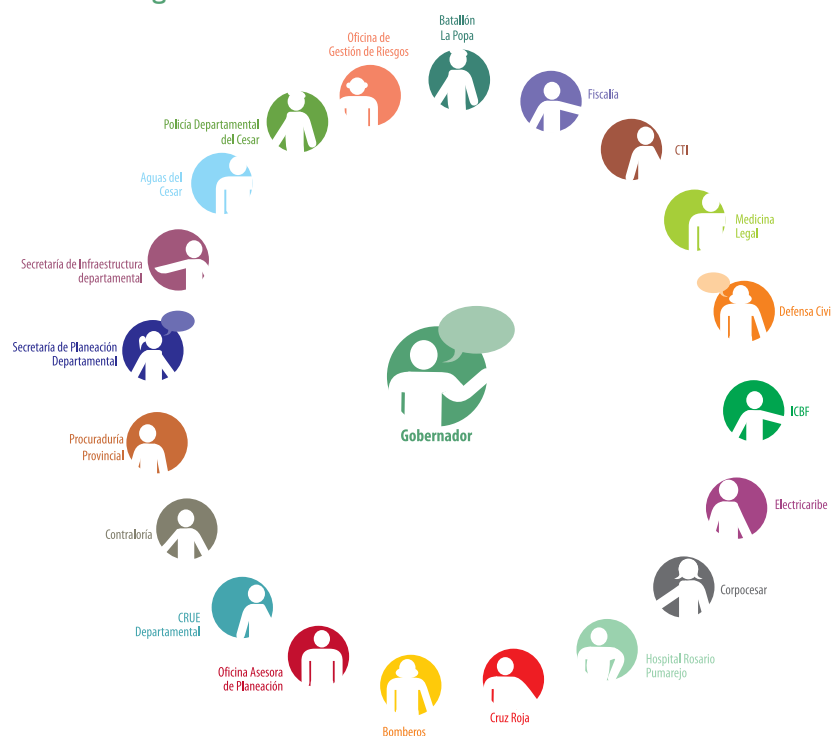 Batallón
La Popa
Oficina de
Gestión de Riesgos
Fiscalía
Policía Departamental
del Cesar
CTI
Aguas del
Cesar
Medicina
Legal
Secretaría de Infraestructura
departamental
Defensa Civi
Secretaría de Planeación
Departamental
ICBF
Gobernador
Procuraduría
Provincial
Electricaribe
Contraloría
Corpocesar
CRUE
Departamental
Hospital Rosario
Pumarejo
Oficina Asesora
de Planeación
Cruz Roja
Bomberos